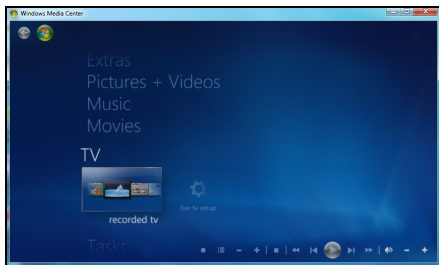 Windows Media Center
Extras
Pictures + Videos
Music
Movies
TV
recorded tv
live tv setup
Tasks